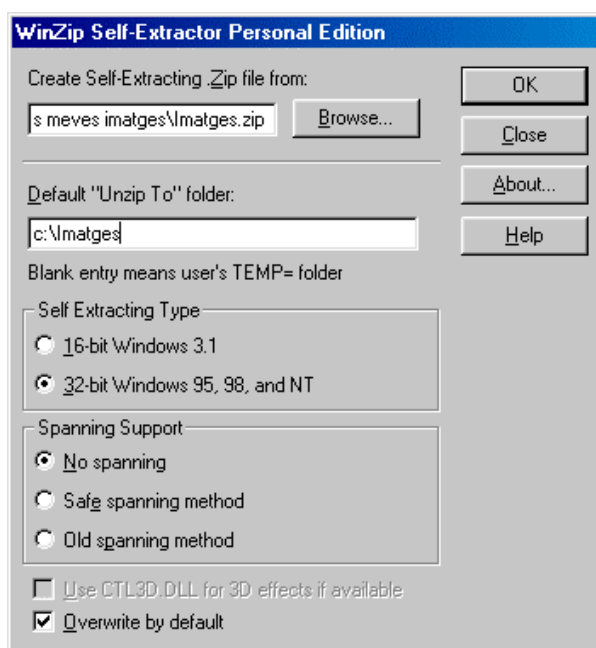 WinZip Self-Extractor Personal Edition
Create Self-Extracting .Zip file from:
s meves imatges\Imatges.zip
Browse...
OK
Close
About...
Help
Default "Unzip To" folder:
c:\Imatges
Blank entry means user's TEMP= folder
Self Extracting Type
16-bit Windows 3.1
32-bit Windows 95, 98, and NT
Spanning Support
No spanning
Safe spanning method
Old spanning method
Use CTL3D.DLL for 3D effects if available
Overwrite by default